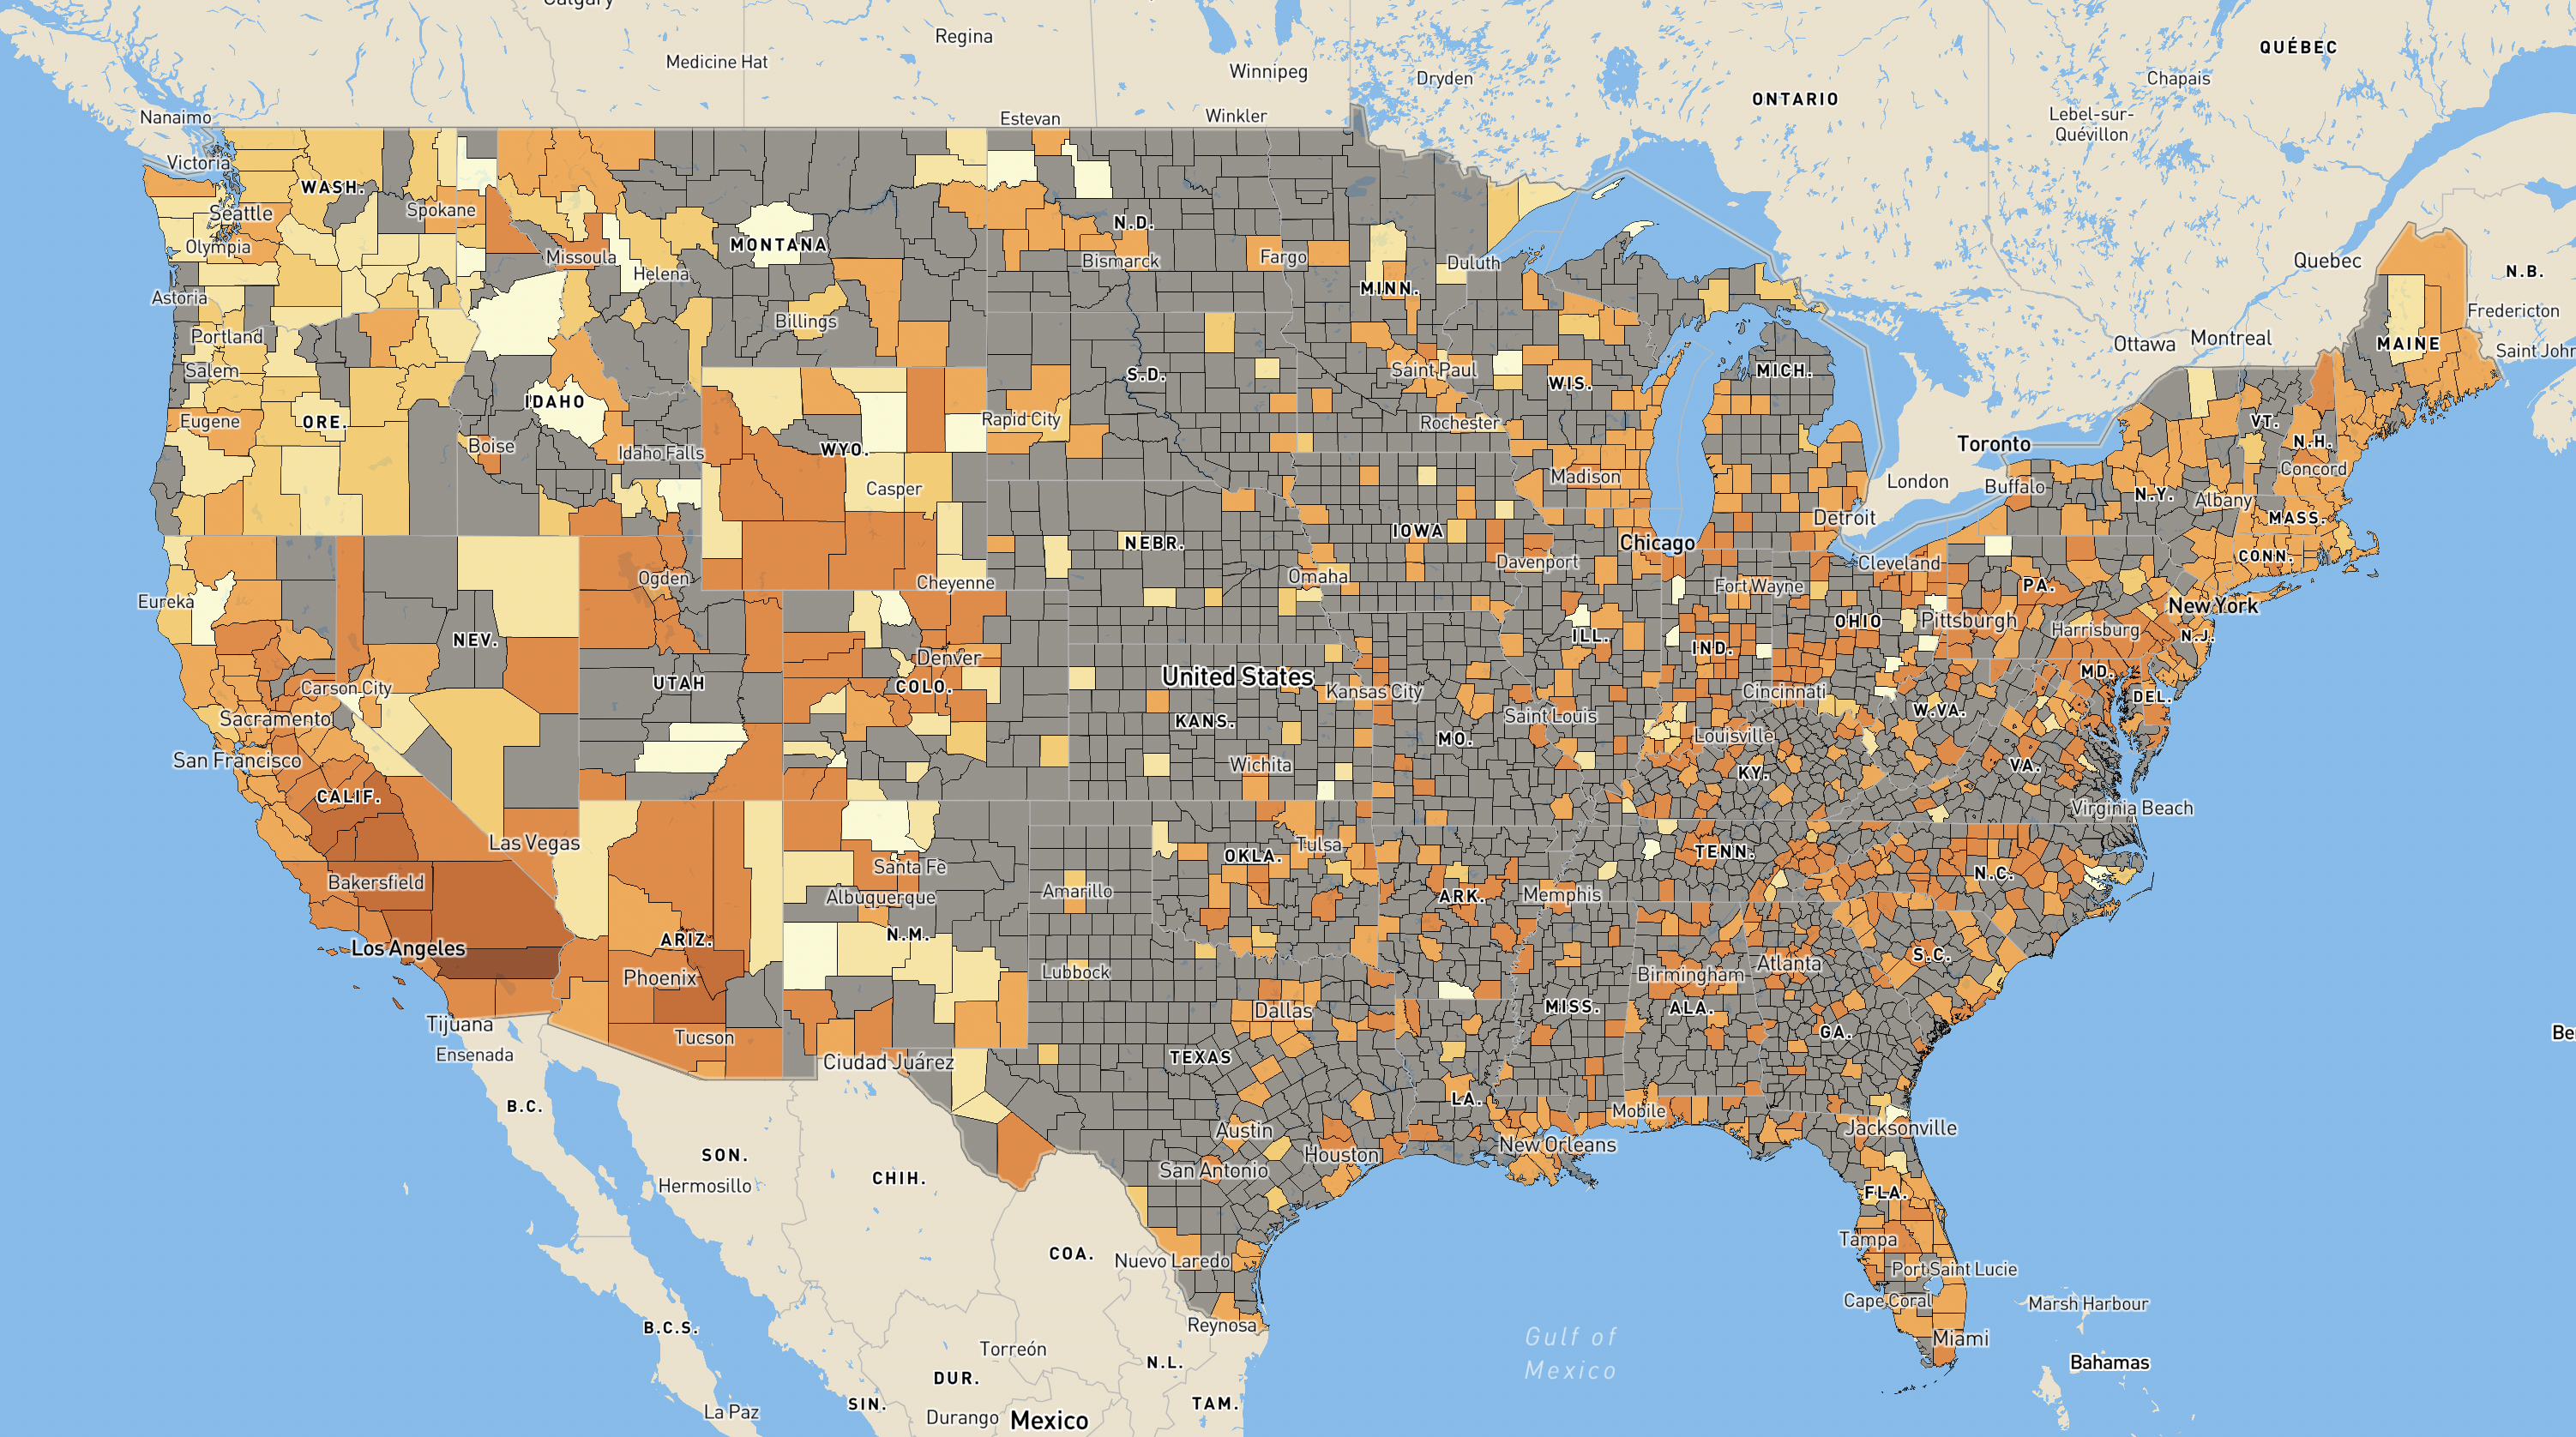 Calgary
Regina
Medicine Hat
Winnipeg
Dryden
QUÉBEC
Chapais
ONTARIO
Lebel-sur-
Quévillon
Nanaimo
Estevan
Winkler
Victoria
WASH.
Seattle
Spokane
Olympia
Missoula
Helena
MONTANA
N.D.
Bismarck
Fargo
Duluth
MINN.
Quebec
N.B.
Astoria
Portland
Billings
Fredericton
Salem
S.D.
Saint Paul
WIS.
MICH.
Ottawa
Montreal
MAINE
Saint John
IDAHO
Eugene
ORE.
Boise
Idaho Falls
WYO.
Rapid City
Rochester
Toronto
VT.
N.H.
Concord
Casper
Madison
London
Buffalo
N.Y.
Albany
MASS.
Detroit
IOWA
NEBR.
Chicago
CONN.
Ogden
Cheyenne
Omaha
Davenport
Fort Wayne
Cleveland
PA.
Eureka
NEV.
OHIO
Pittsburgh
New York
Harrisburg
N.J.
ILL.
IND.
Denver
UTAH
COLO.
United States
Kansas City
Cincinnati
MD.
DEL.
Carson City
Sacramento
KANS.
Saint Louis
W.VA.
San Francisco
MO.
Louisville
Wichita
KY.
VA.
CALIF.
Virginia Beach
Las Vegas
Santa Fe
OKLA.
Tulsa
TENN.
N.C.
Bakersfield
Albuquerque
Amarillo
ARK.
Memphis
Los Angeles
ARIZ.
N.M.
Phoenix
Lubbock
Birmingham
Atlanta
S.C.
Dallas
MISS.
ALA.
GA.
Tijuana
Tucson
Ensenada
Ciudad Juárez
TEXAS
LA.
Mobile
B.C.
Austin
Jacksonville
SON.
Hermosillo
CHIH.
San Antonio
Houston
New Orleans
FLA.
Tampa
COA.
Nuevo Laredo
Port Saint Lucie
Cape Coral
Marsh Harbour
B.C.S.
Reynosa
Gulf of
Mexico
Miami
Torreón
N.L.
Bahamas
DUR.
SIN.
La Paz
Durango
Mexico
TAM.